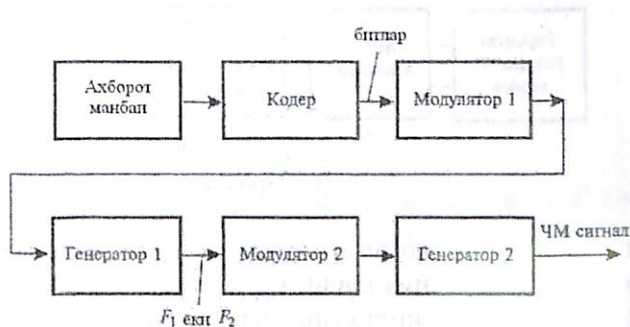 битлар
Ахборот
манбаи
Кодер
Модулятор 1
Генератор 1
Модулятор 2
Генератор 2
ЧМ сигнал
F₁ ёки F₂